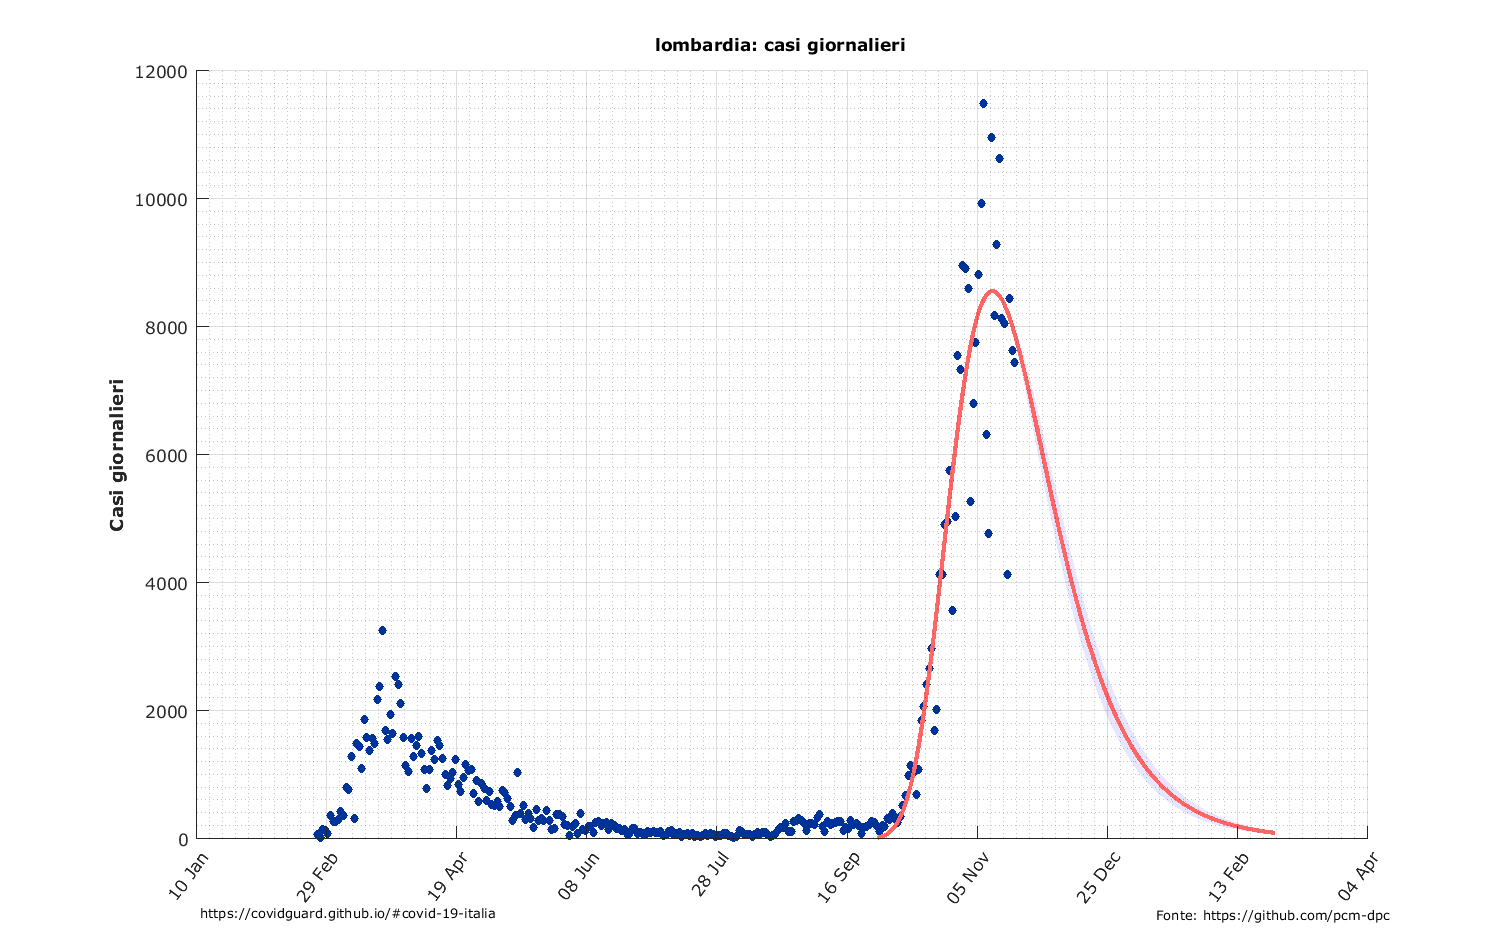 lombardia: casi giornalieri
12000
10000
8000
6000
4000
2000
0
Casi giornalieri
10 Jan
29 Feb
19 Apr
08 Jun
28 Jul
16 Sep
05 Nov
25 Dec
13 Feb
04 Apr
https://covidguard.github.io/#covid-19-italia
Fonte: https://github.com/pcm-dpc